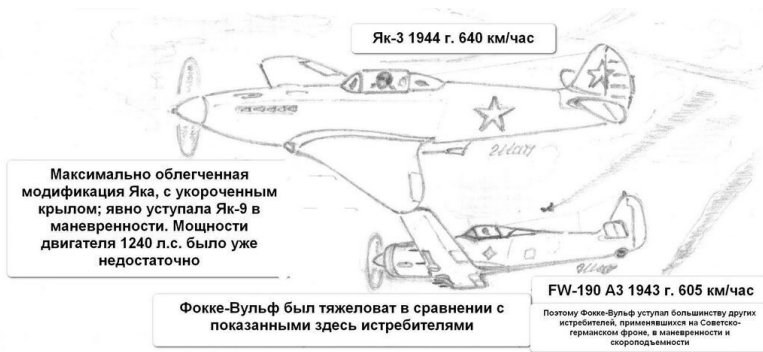 Як-3 1944 г. 640 км/час
Максимально облегченная
модификация Яка, с укороченным
крылом; явно уступала Як-9 в
маневренности. Мощности
двигателя 1240 л.с. было уже
недостаточно
FW-190 A3 1943 г. 605 км/час
Фокке-Вульф был тяжеловат в сравнении с
показанными здесь истребителями
Поэтому Фокке-Вульф уступал большинству других
истребителей, применявшихся на Советско-
германском фроне, в маневренности и
скороподъемности